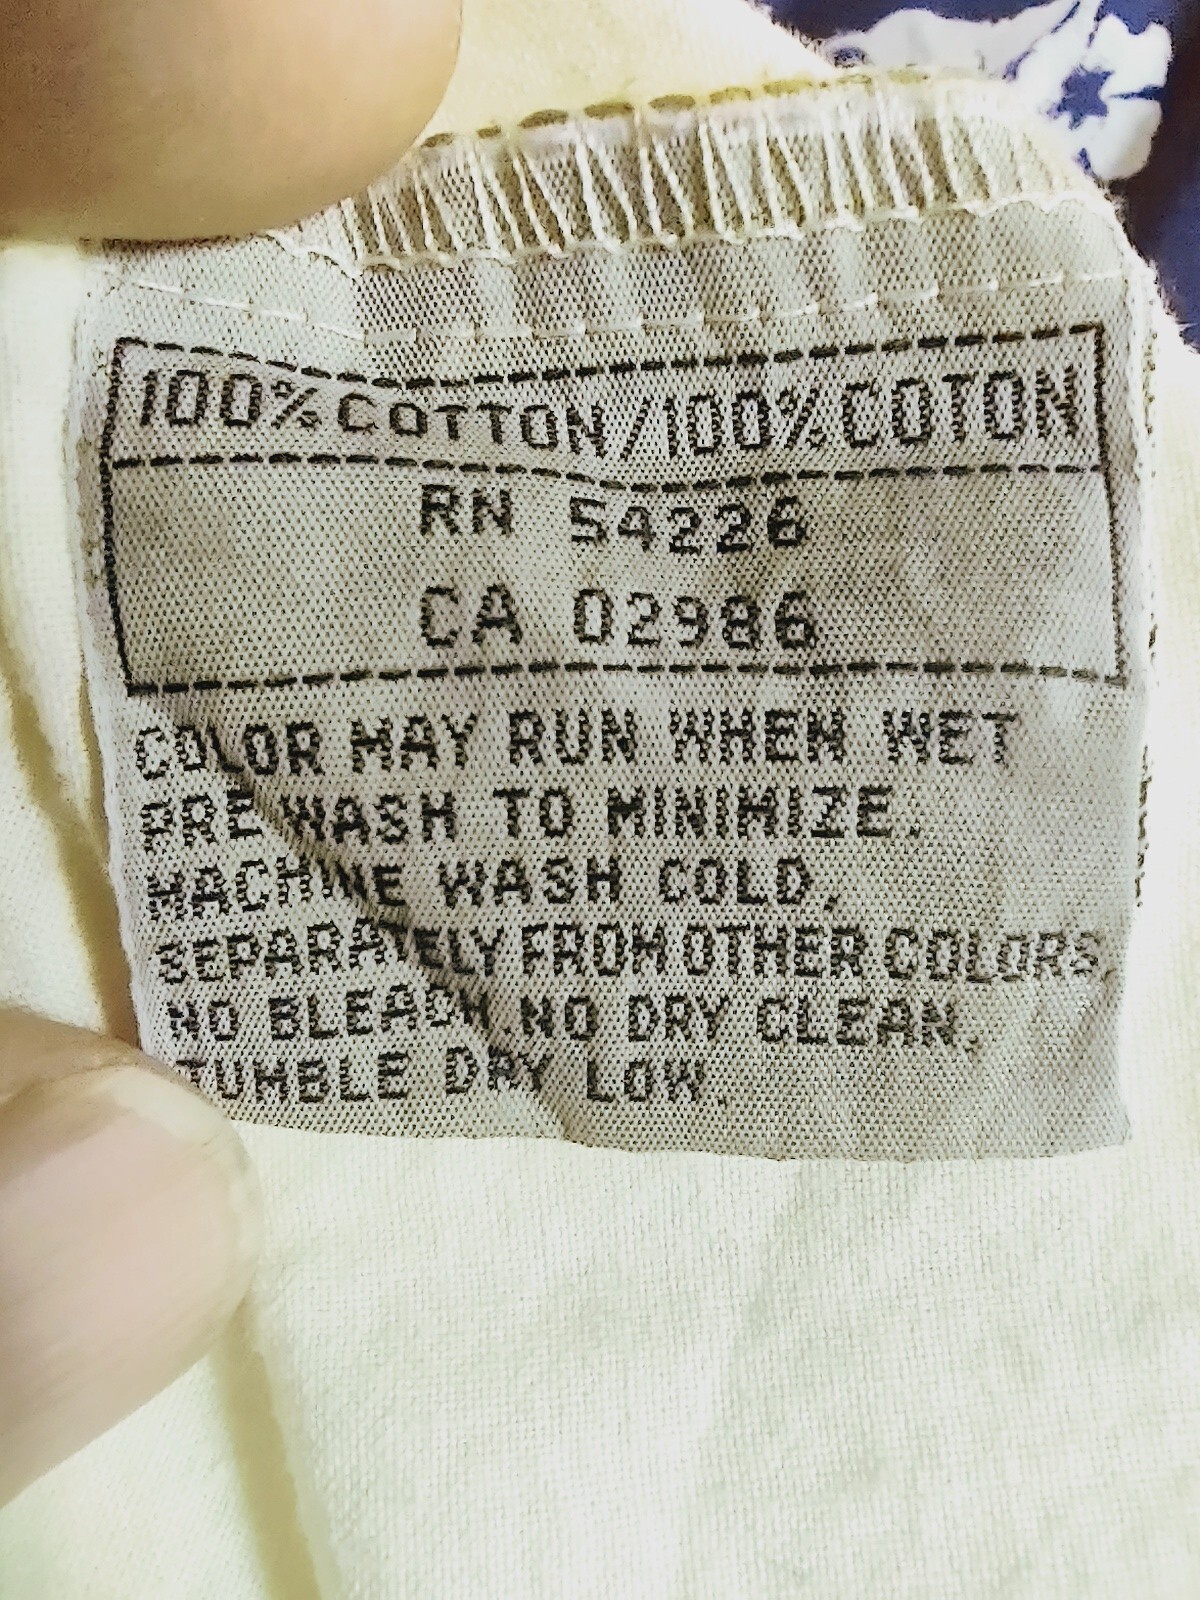 100% COTTON/100% COTON
RN 54226
CA 02986
COLOR MAY RUN WHEN WET
PRE WASH TO MINIMIZE.
MACHINE WASH COLD.
SEPARATELY FROM OTHER COLORS
NO BLEACH. NO DRY CLEAN.
TUMBLE DRY LOW.